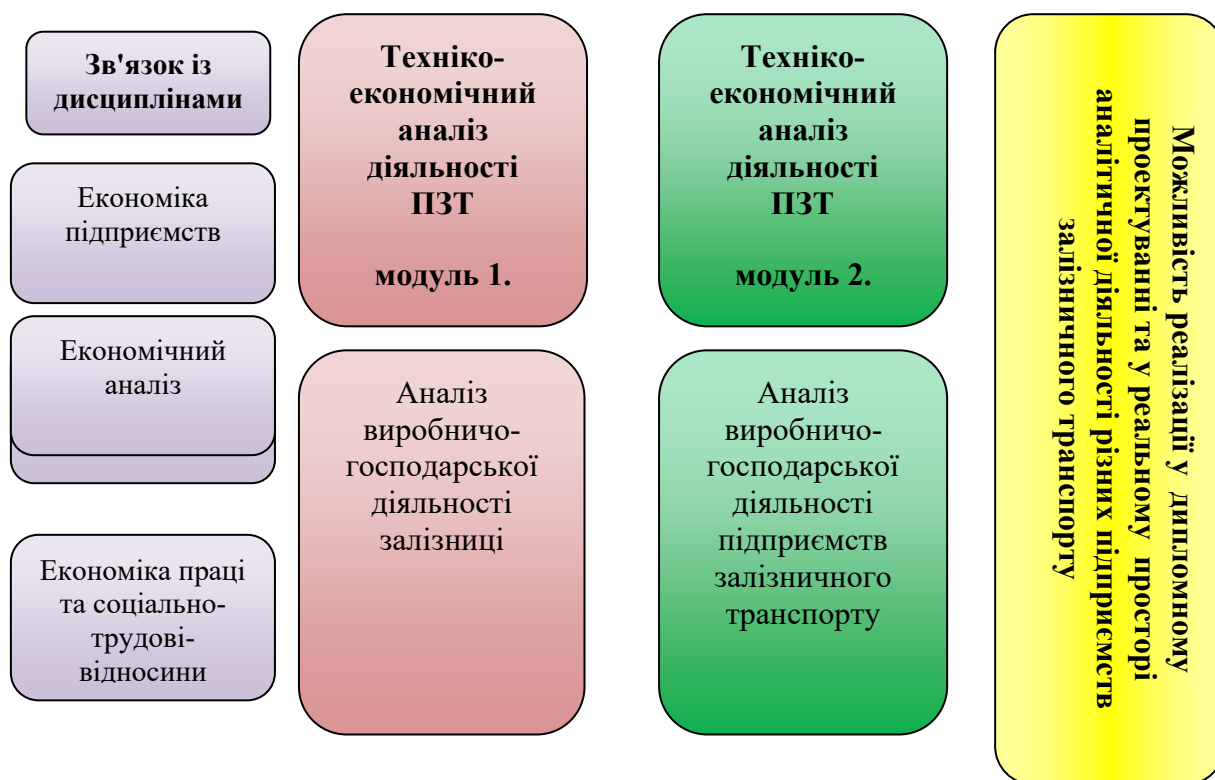 Зв'язок із
дисциплінами
Економіка
підприємств
Економічний
аналіз
Економіка праці
та соціально-
трудові-
відносини
Техніко-
економічний
аналіз
діяльності
ПЗТ
модуль 1.
Аналіз
виробничо-
господарської
діяльності
залізниці
Техніко-
економічний
аналіз
діяльності
ПЗТ
модуль 2.
Аналіз
виробничо-
господарської
діяльності
підприємств
залізничного
транспорту
Можливість реалізації у дипломному
проектуванні та у реальному просторі
аналітичної діяльності різних підприємств
залізничного транспорту